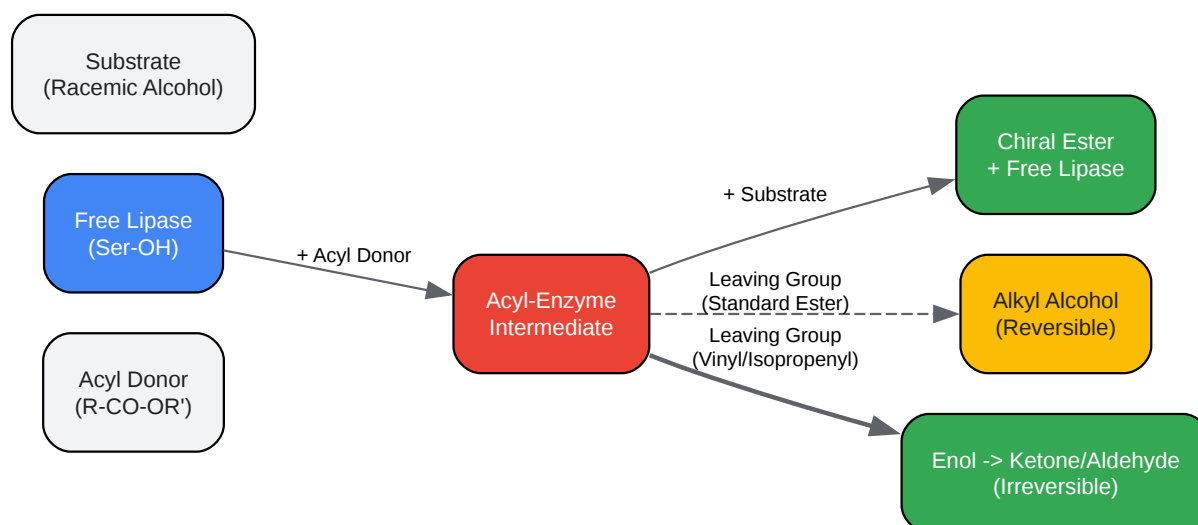 Substrate
(Racemic Alcohol)
Free Lipase
(Ser-OH)
Acyl Donor
(R-CO-OR')
+ Acyl Donor
Acyl-Enzyme
Intermediate
+ Substrate
Leaving Group
(Standard Ester)
Leaving Group
(Vinyl/Isopropenyl)
Chiral Ester
+ Free Lipase
Alkyl Alcohol
(Reversible)
Enol -> Ketone/Aldehyde
(Irreversible)